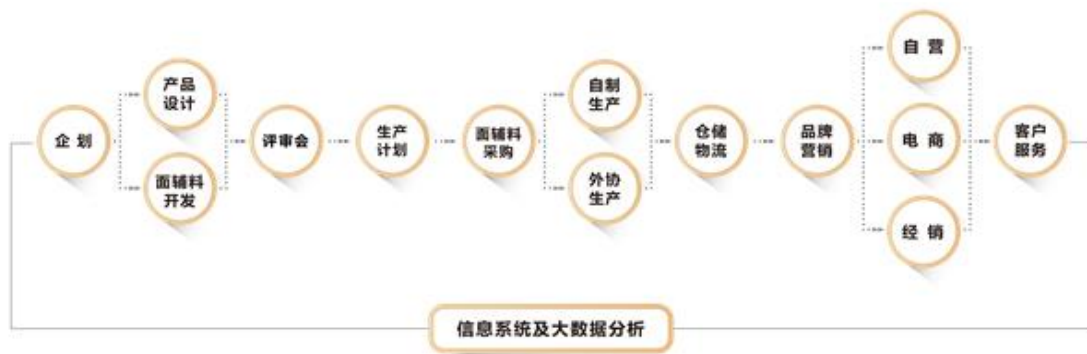 企划
产品
设计
面辅料
开发
评审会
生产
计划
面辅料
采购
自制
生产
外协
生产
仓储
物流
品牌
营销
自营
电商
经销
客户
服务
信息系统及大数据分析